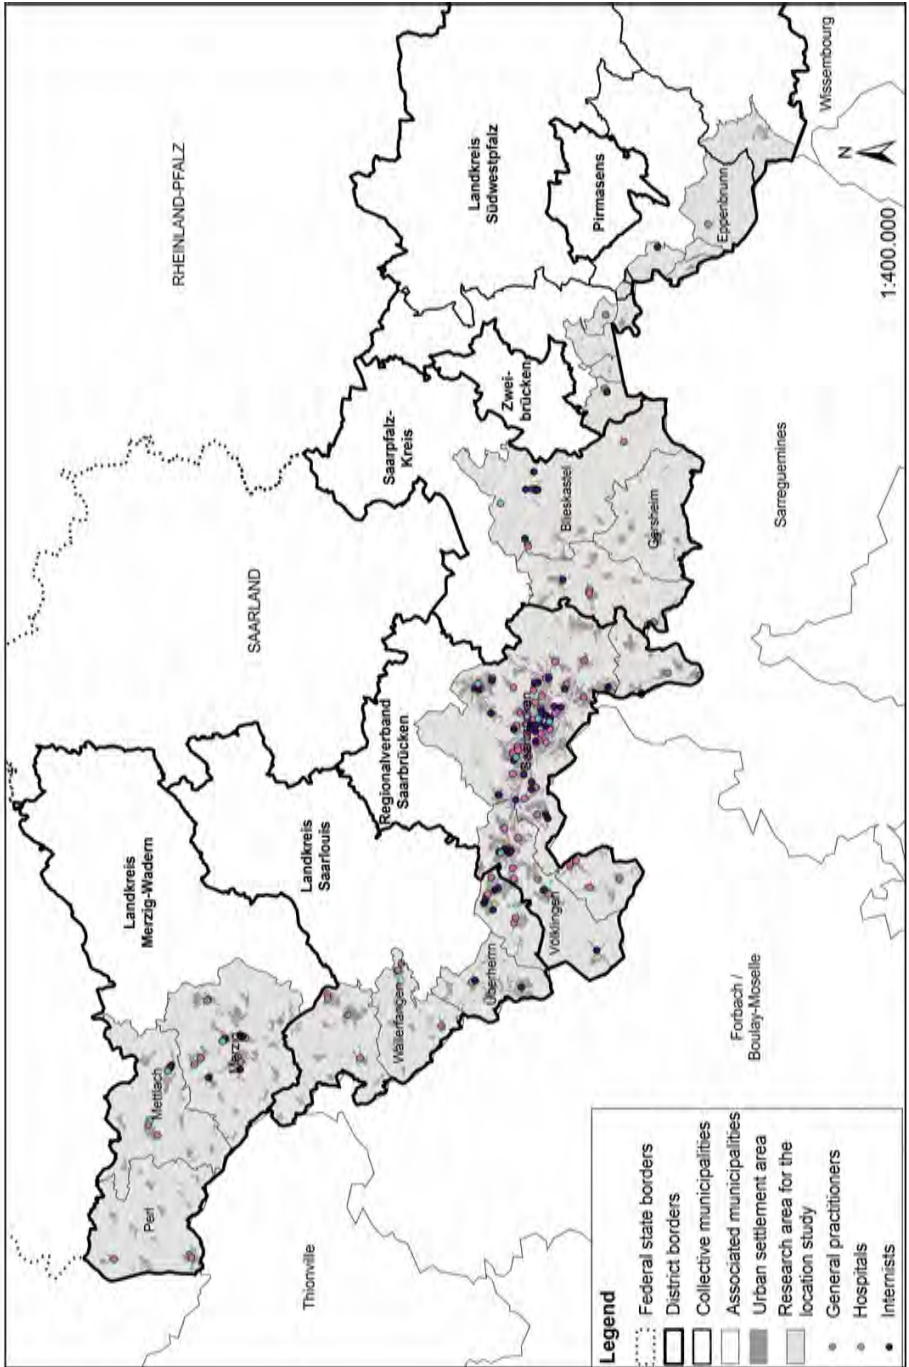 RHEINLAND-PFALZ
SAARLAND
Landkreis
Merzig-Wadern
Landkreis
Saarlouis
Regionalverband
Saarbrücken
Saarpfalz-
Kreis
Zwei-
brücken
Landkreis
Südwestpfalz
Pirmasens
Perl
Mettlach
Merzig
Wallerfangen
Überherrn
Völklingen
Saarbrücken
Blieskastel
Gersheim
Eppenbrunn
Thionville
Forbach /
Boulay-Moselle
Sarreguemines
Wissembourg
N
1:400.000
Legend
Federal state borders
District borders
Collective municipalities
Associated municipalities
Urban settlement area
Research area for the
location study
General practitioners
Hospitals
Internists